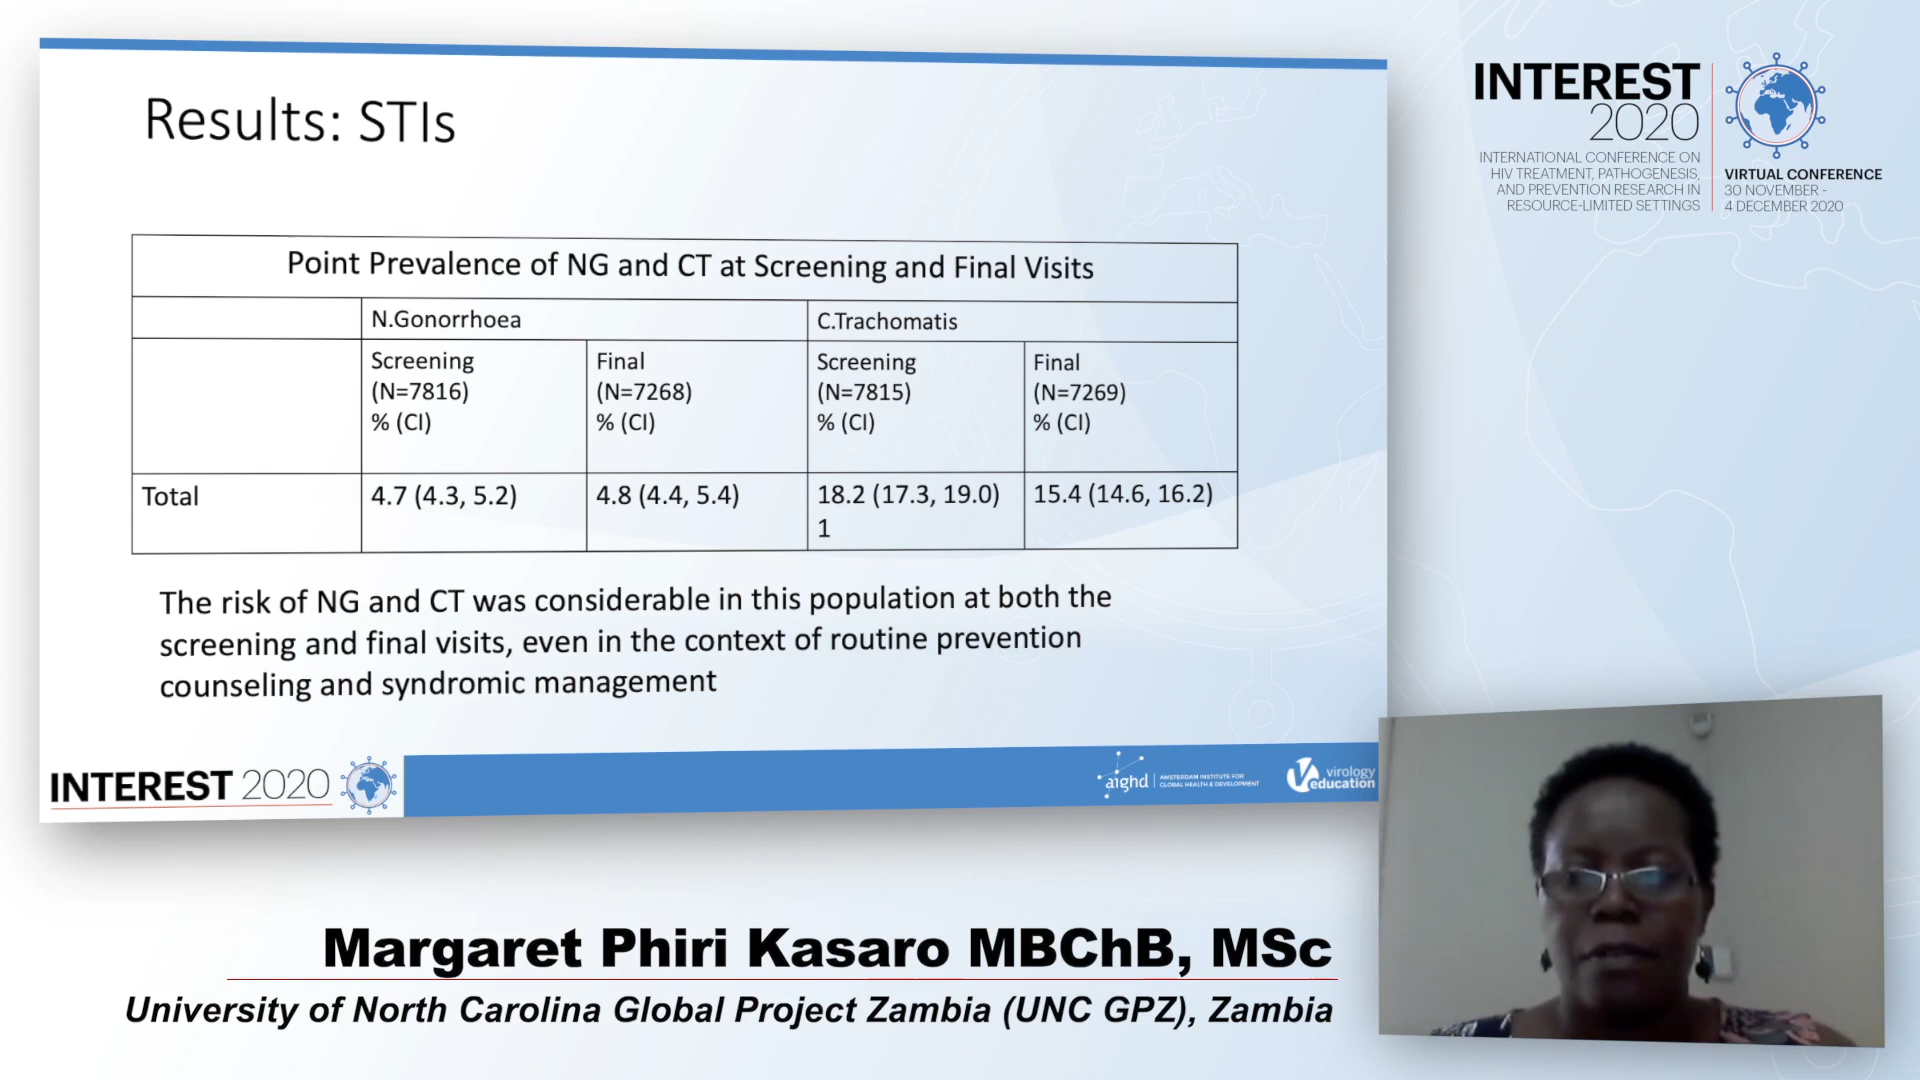 Results: STIs
Point Prevalence of NG and CT at Screening and Final Visits
N.Gonorrhoea
C.Trachomatis
Screening
(N=7816)
% (CI)
Final
(N=7268)
% (CI)
Screening
(N=7815)
% (CI)
Final
(N=7269)
% (CI)
Total
4.7 (4.3, 5.2)
4.8 (4.4, 5.4)
18.2 (17.3, 19.0)
1
15.4 (14.6, 16.2)
The risk of NG and CT was considerable in this population at both the
screening and final visits, even in the context of routine prevention
counseling and syndromic management
INTEREST 2020
aighd
AMSTERDAM INSTITUTE FOR
GLOBAL HEALTH & DEVELOPMENT
virology
education
INTEREST
2020
INTERNATIONAL CONFERENCE ON
HIV TREATMENT, PATHOGENESIS,
AND PREVENTION RESEARCH IN
RESOURCE-LIMITED SETTINGS
VIRTUAL CONFERENCE
30 NOVEMBER -
4 DECEMBER 2020
Margaret Phiri Kasaro MBChB, MSc
University of North Carolina Global Project Zambia (UNC GPZ), Zambia